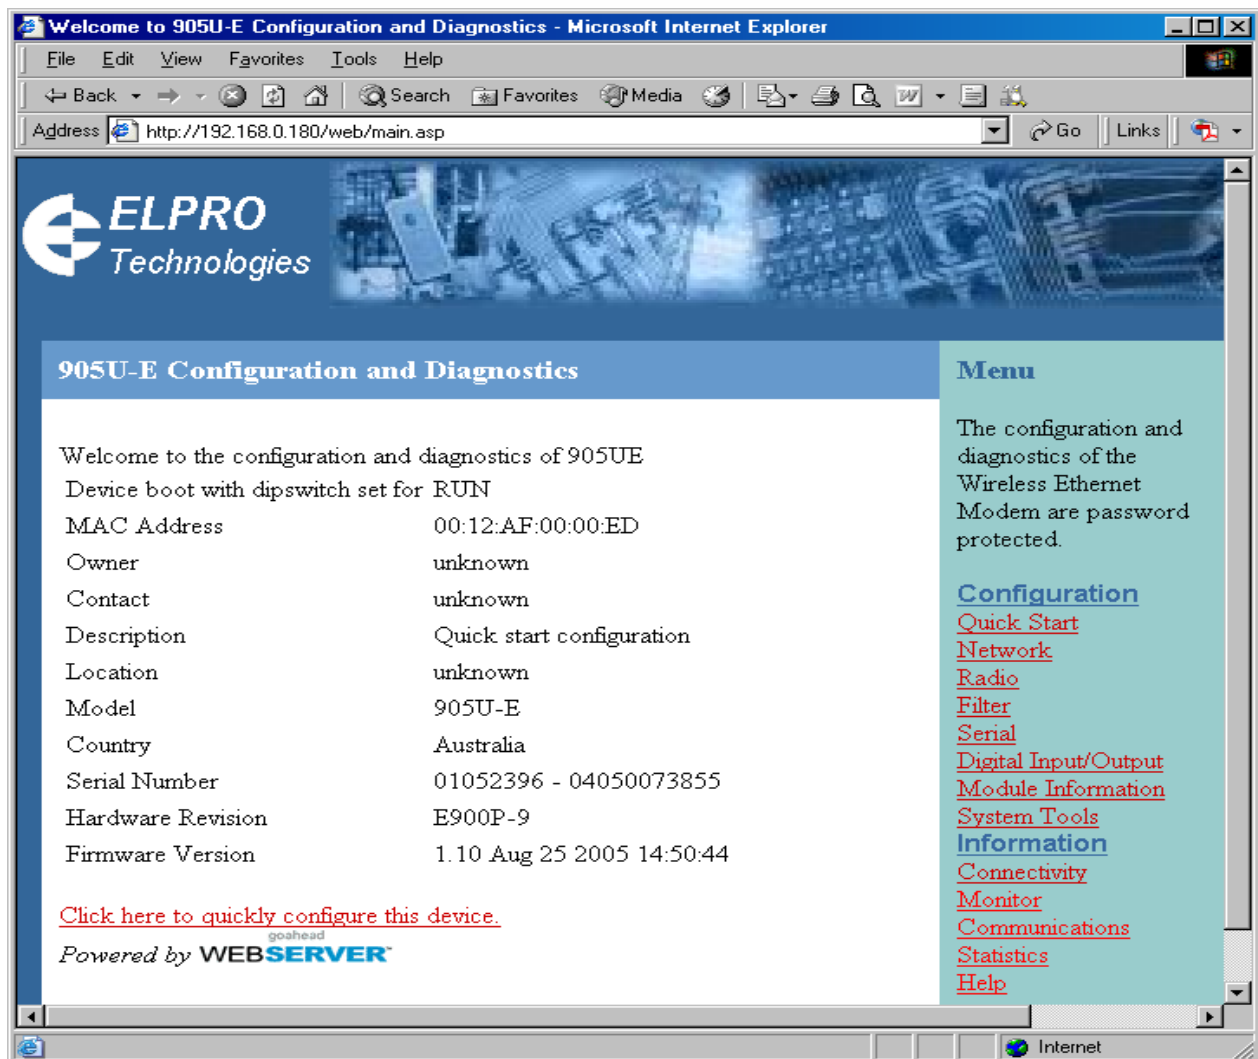 Welcome to 905U-E Configuration and Diagnostics - Microsoft Internet Explorer
File Edit View Favorites Tools Help
Back Search Favorites Media
Address http://192.168.0.180/web/main.asp Go Links
ELPRO
Technologies
905U-E Configuration and Diagnostics
Welcome to the configuration and diagnostics of 905UE
Device boot with dipswitch set for RUN
MAC Address 00:12:AF:00:00:ED
Owner unknown
Contact unknown
Description Quick start configuration
Location unknown
Model 905U-E
Country Australia
Serial Number 01052396 - 04050073855
Hardware Revision E900P-9
Firmware Version 1.10 Aug 25 2005 14:50:44
Click here to quickly configure this device.
goahead
Powered by WEBSERVER
Menu
The configuration and
diagnostics of the
Wireless Ethernet
Modem are password
protected.
Configuration
Quick Start
Network
Radio
Filter
Serial
Digital Input/Output
Module Information
System Tools
Information
Connectivity
Monitor
Communications
Statistics
Help
Internet